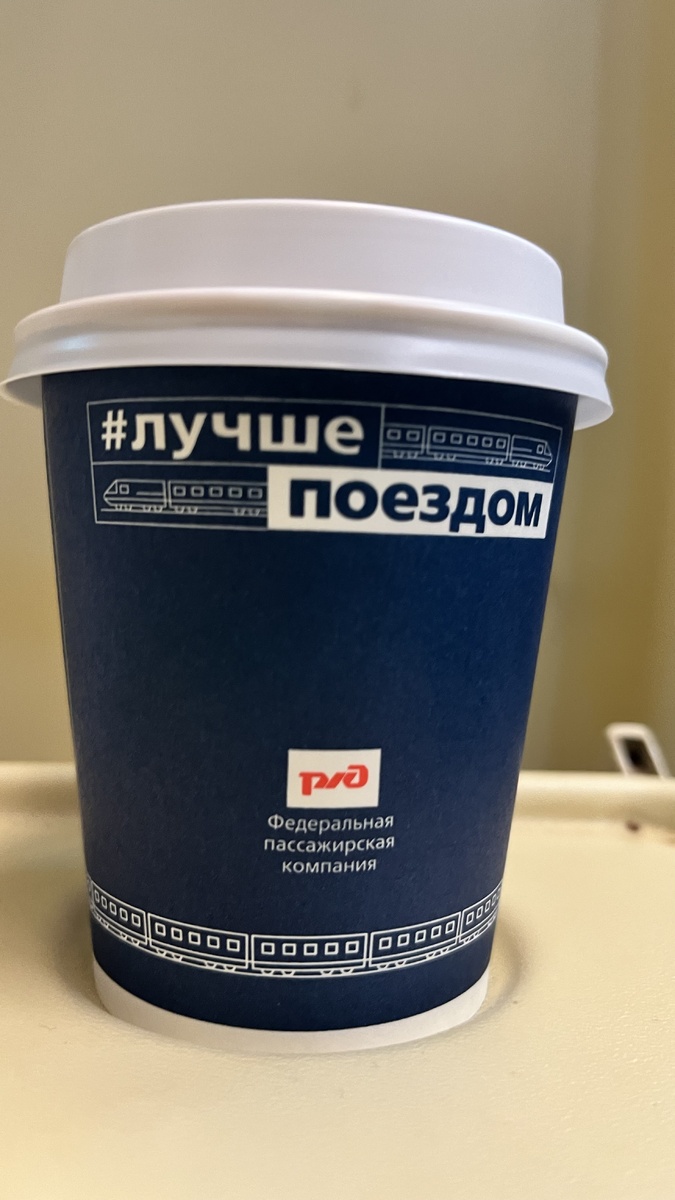 #лучше
поездом
ржд
Федеральная
пассажирская
компания